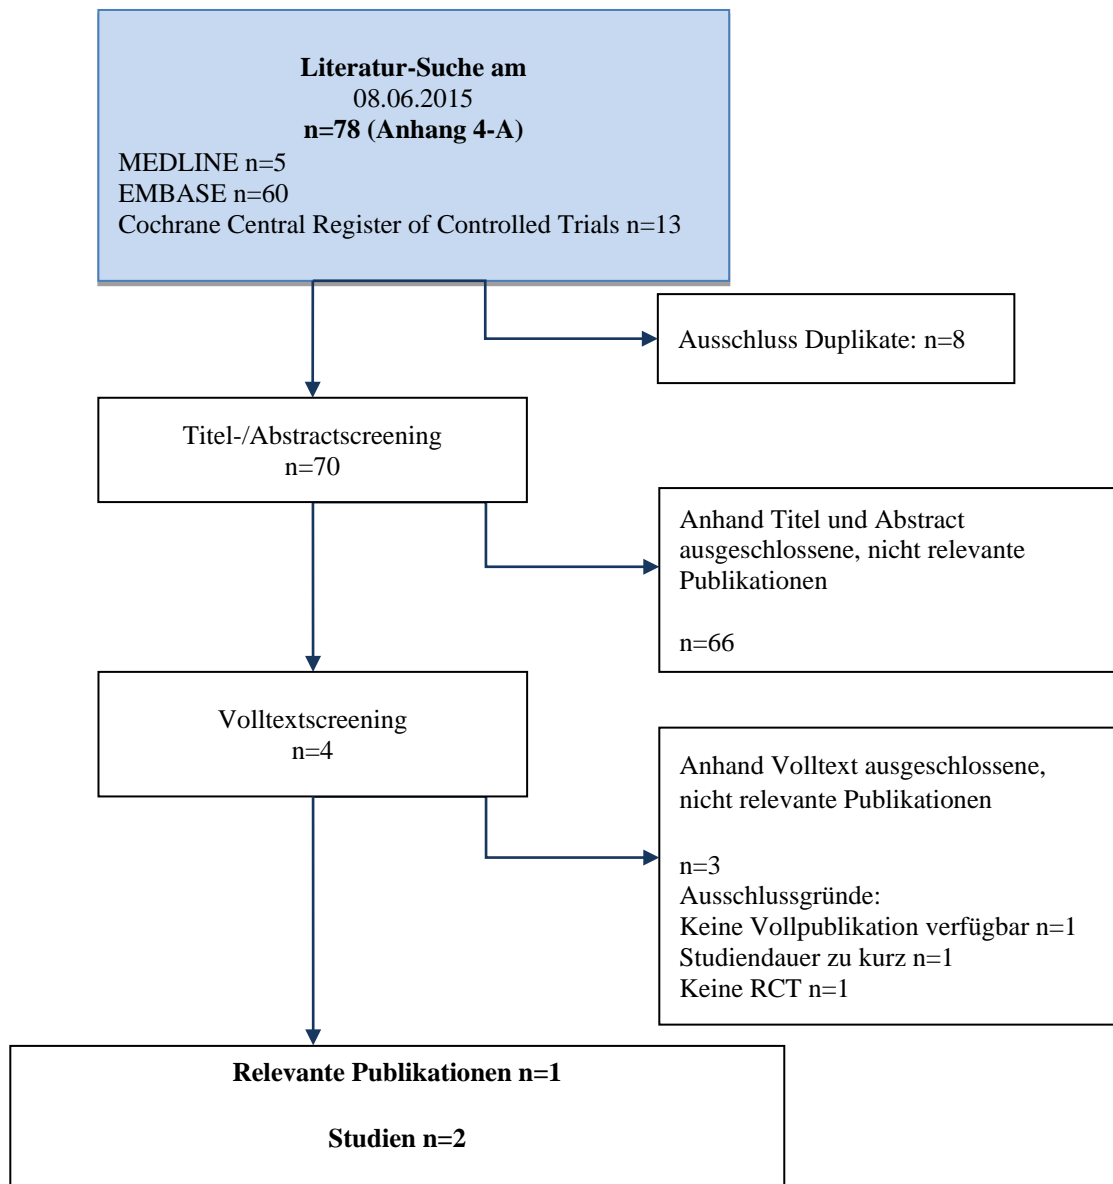 Literatur-Suche am
08.06.2015
n=78 (Anhang 4-A)
MEDLINE n=5
EMBASE n=60
Cochrane Central Register of Controlled Trials n=13
Ausschluss Duplikate: n=8
Titel-/Abstractscreening
n=70
Anhand Titel und Abstract
ausgeschlossene, nicht relevante
Publikationen
n=66
Volltextscreening
n=4
Anhand Volltext ausgeschlossene,
nicht relevante Publikationen
n=3
Ausschlussgründe:
Keine Vollpublikation verfügbar n=1
Studiendauer zu kurz n=1
Keine RCT n=1
Relevante Publikationen n=1
Studien n=2